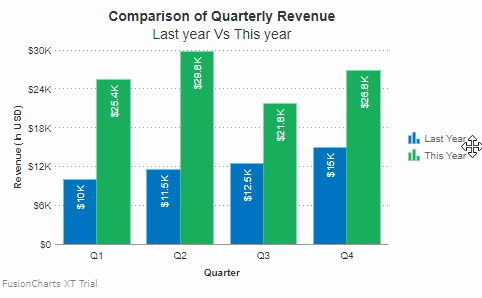 Comparison of Quarterly Revenue
Last year Vs This year
Revenue (In USD)
$30K
$24K
$18K
$12K
$6K
$0
$10K
$25.4K
$11.5K
$29.8K
$12.5K
$21.8K
$15K
$26.8K
Q1
Q2
Q3
Q4
Quarter
Last Year
This Year
FusionCharts XT Trial